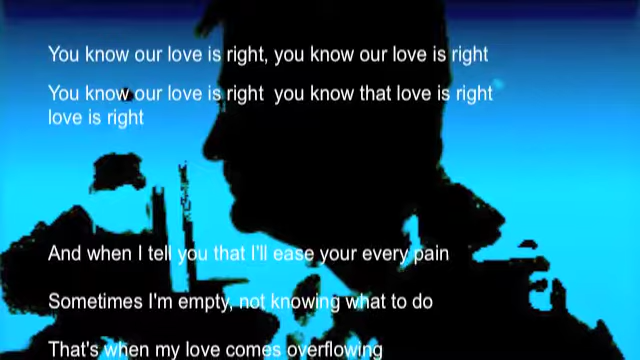 You know our love is right, you know our love is right
You know our love is right  you know that love is right
love is right
And when I tell you that I'll ease your every pain
Sometimes I'm empty, not knowing what to do
That's when my love comes overflowing